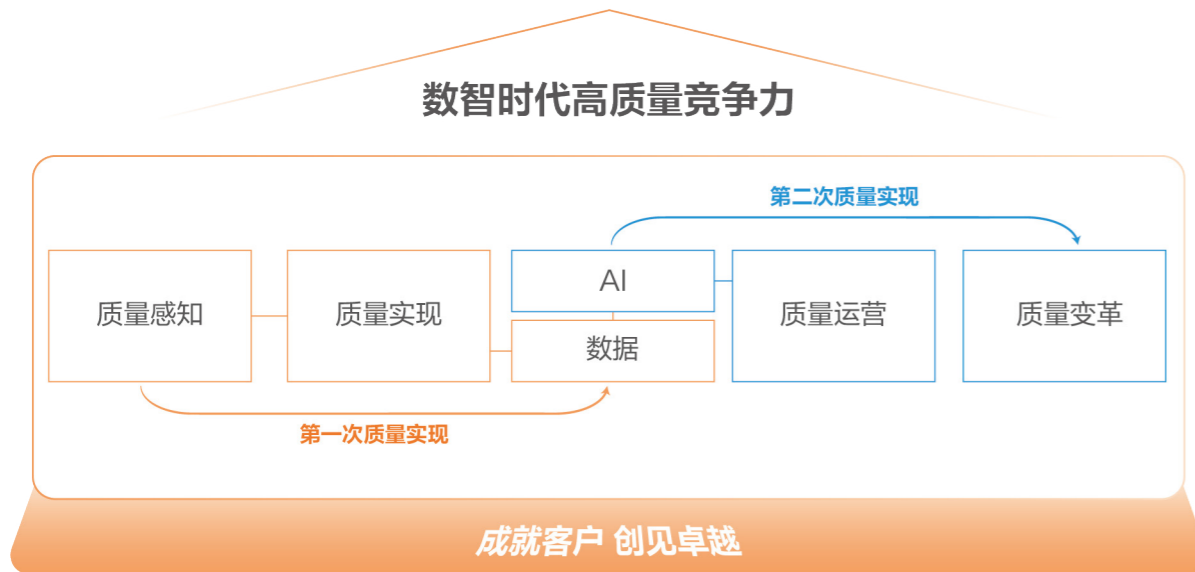 数智时代高质量竞争力
第二次质量实现
质量感知
质量实现
AI
数据
质量运营
质量变革
第一次质量实现
成就客户 创见卓越